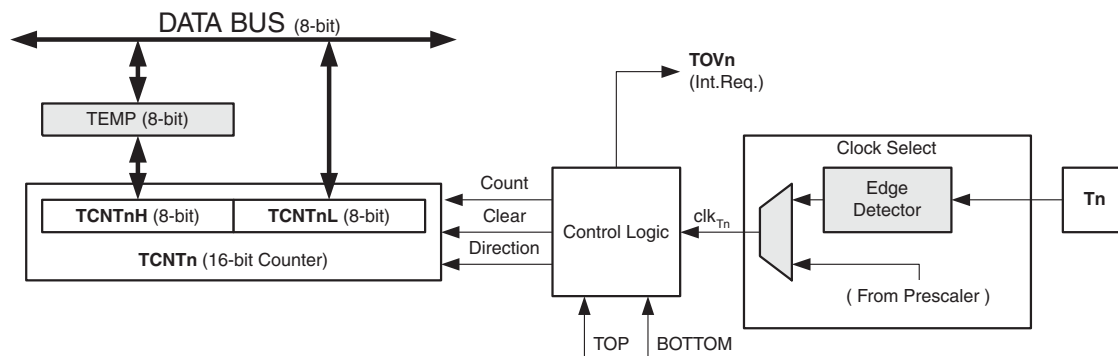 DATA BUS (8-bit)
TOVn
(Int.Req.)
TEMP (8-bit)
Clock Select
Count
Edge
Detector
Tn
TCNTnH (8-bit) TCNTnL (8-bit)
Clear
Control Logic
clkTn
TCNTn (16-bit Counter)
Direction
( From Prescaler )
TOP
BOTTOM